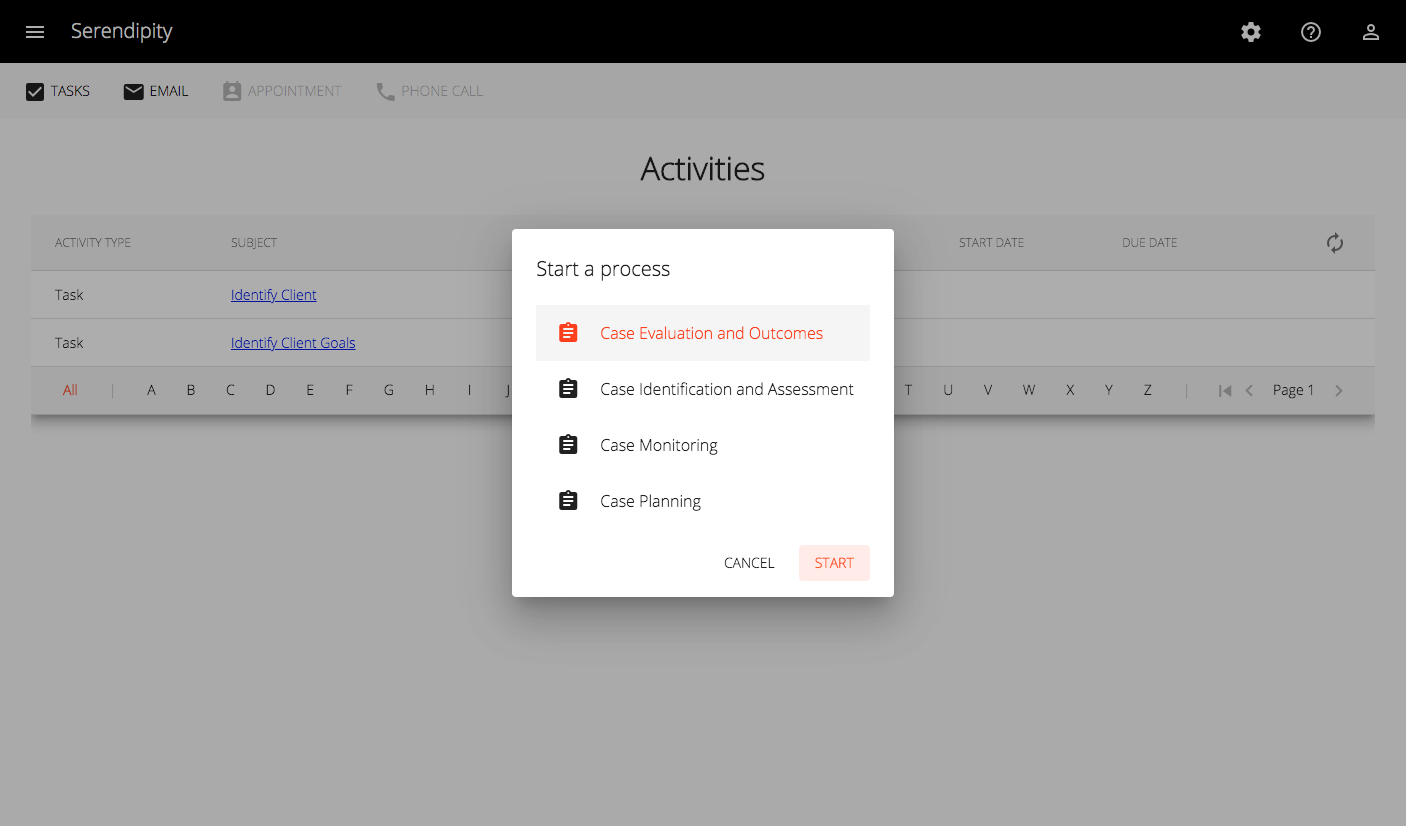 Serendipity
TASKS EMAIL APPOINTMENT PHONE CALL
Activities
ACTIVITY TYPE SUBJECT START DATE DUE DATE
Task Identify Client
Task Identify Client Goals
All | A B C D E F G H I J T U V W X Y Z | Page 1
Start a process
Case Evaluation and Outcomes
Case Identification and Assessment
Case Monitoring
Case Planning
CANCEL START